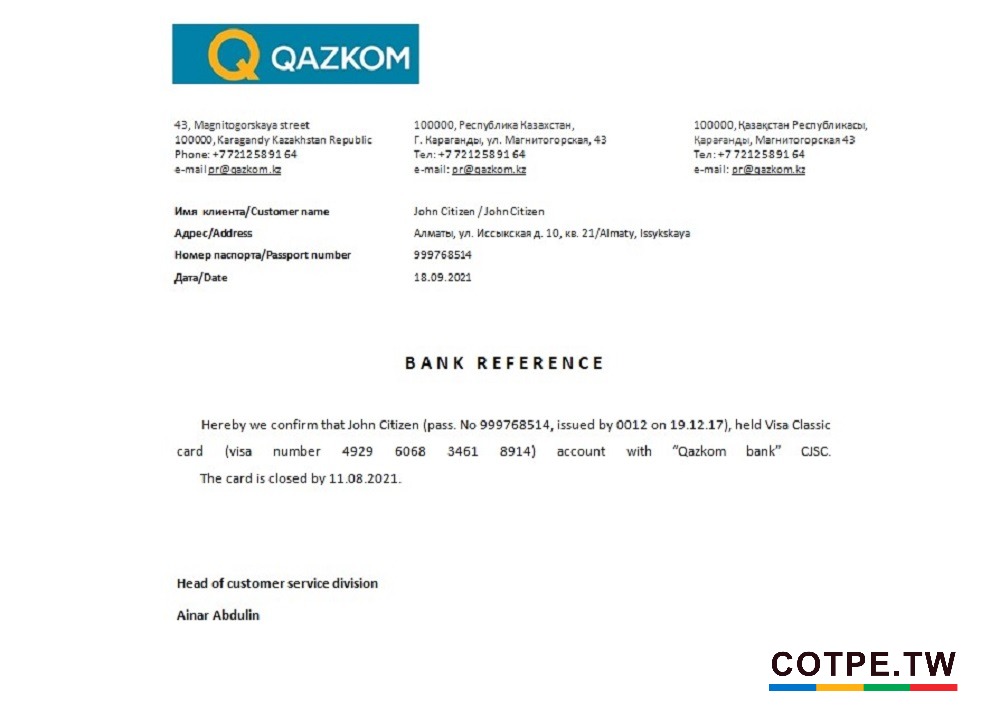 QAZKOM
43, Magnitogorskaya street
100000, Karagandy Kazakhstan Republic
Phone: +7 7212 5891 64
e-mail pr@qazkom.kz
100000, Республика Казахстан,
Г. Караганды, ул. Магнитогорская, 43
Тел: +7 7212 5891 64
e-mail: pr@qazkom.kz
100000, Қазақстан Республикасы,
Қарағанды, Магнитогорская 43
Тел: +7 7212 5891 64
e-mail: pr@qazkom.kz
Имя клиента/Customer name John Citizen / John Citizen
Адрес/Address Алматы, ул. Иссыкская д. 10, кв. 21/Almaty, Issykskaya
Номер паспорта/Passport number 999768514
Дата/Date 18.09.2021
BANK REFERENCE
Hereby we confirm that John Citizen (pass. No 999768514, issued by 0012 on 19.12.17), held Visa Classic
card (visa number 4929 6068 3461 8914) account with “Qazkom bank” CJSC.
The card is closed by 11.08.2021.
Head of customer service division
Ainar Abdulin
COTPE.TW